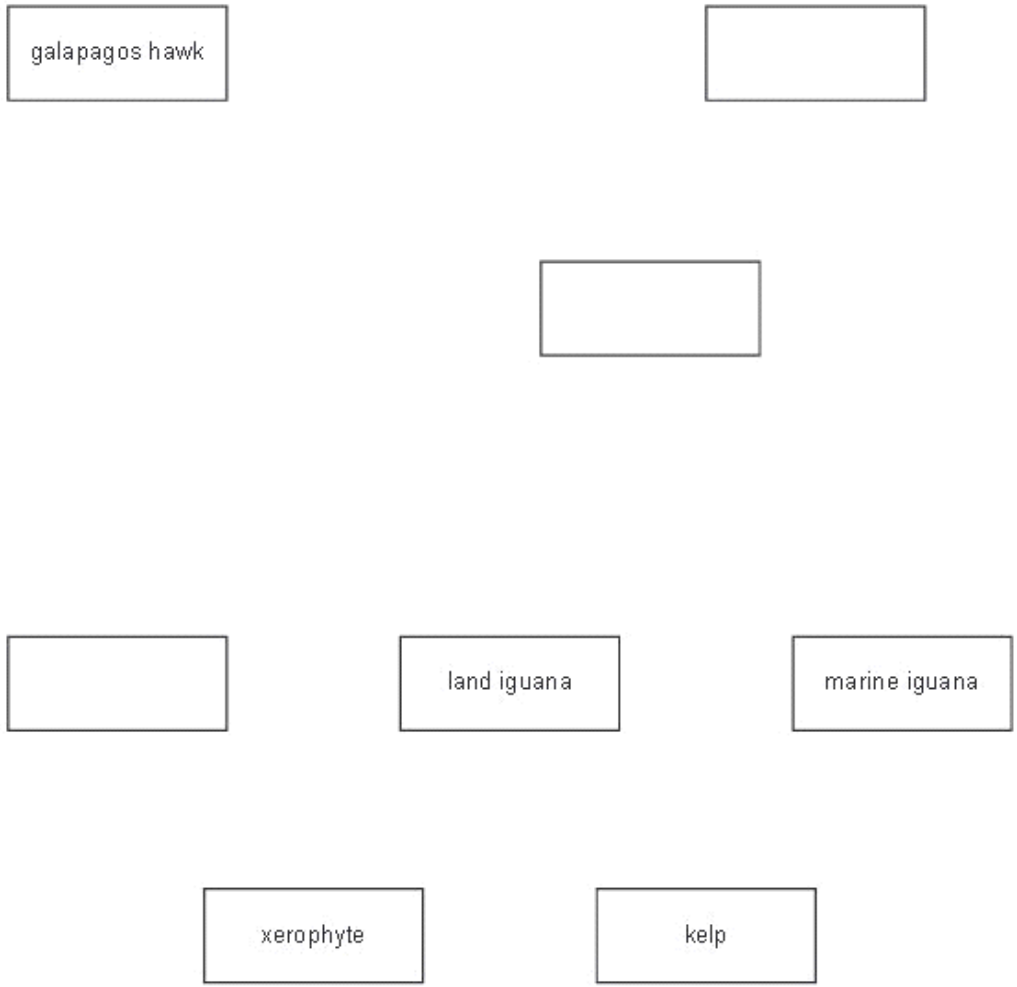 galapagos hawk
land iguana
marine iguana
xerophyte
kelp